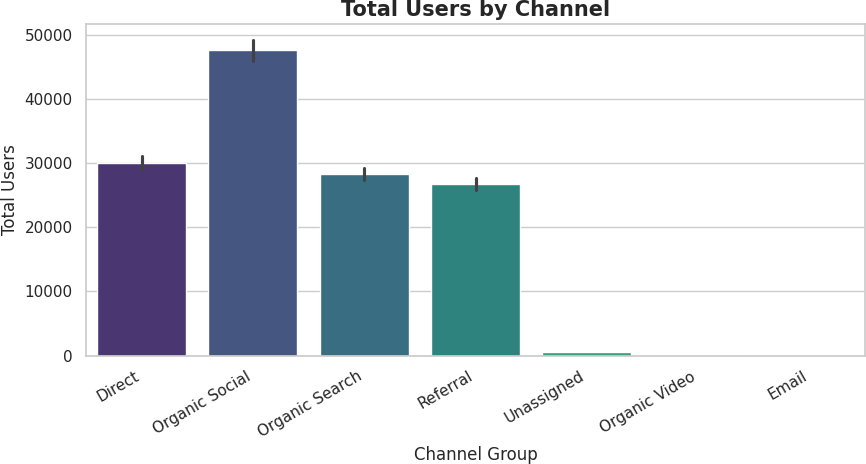 Total Users by Channel
50000
40000
30000
20000
10000
0
Total Users
Direct
Organic Social
Organic Search
Referral
Unassigned
Organic Video
Email
Channel Group